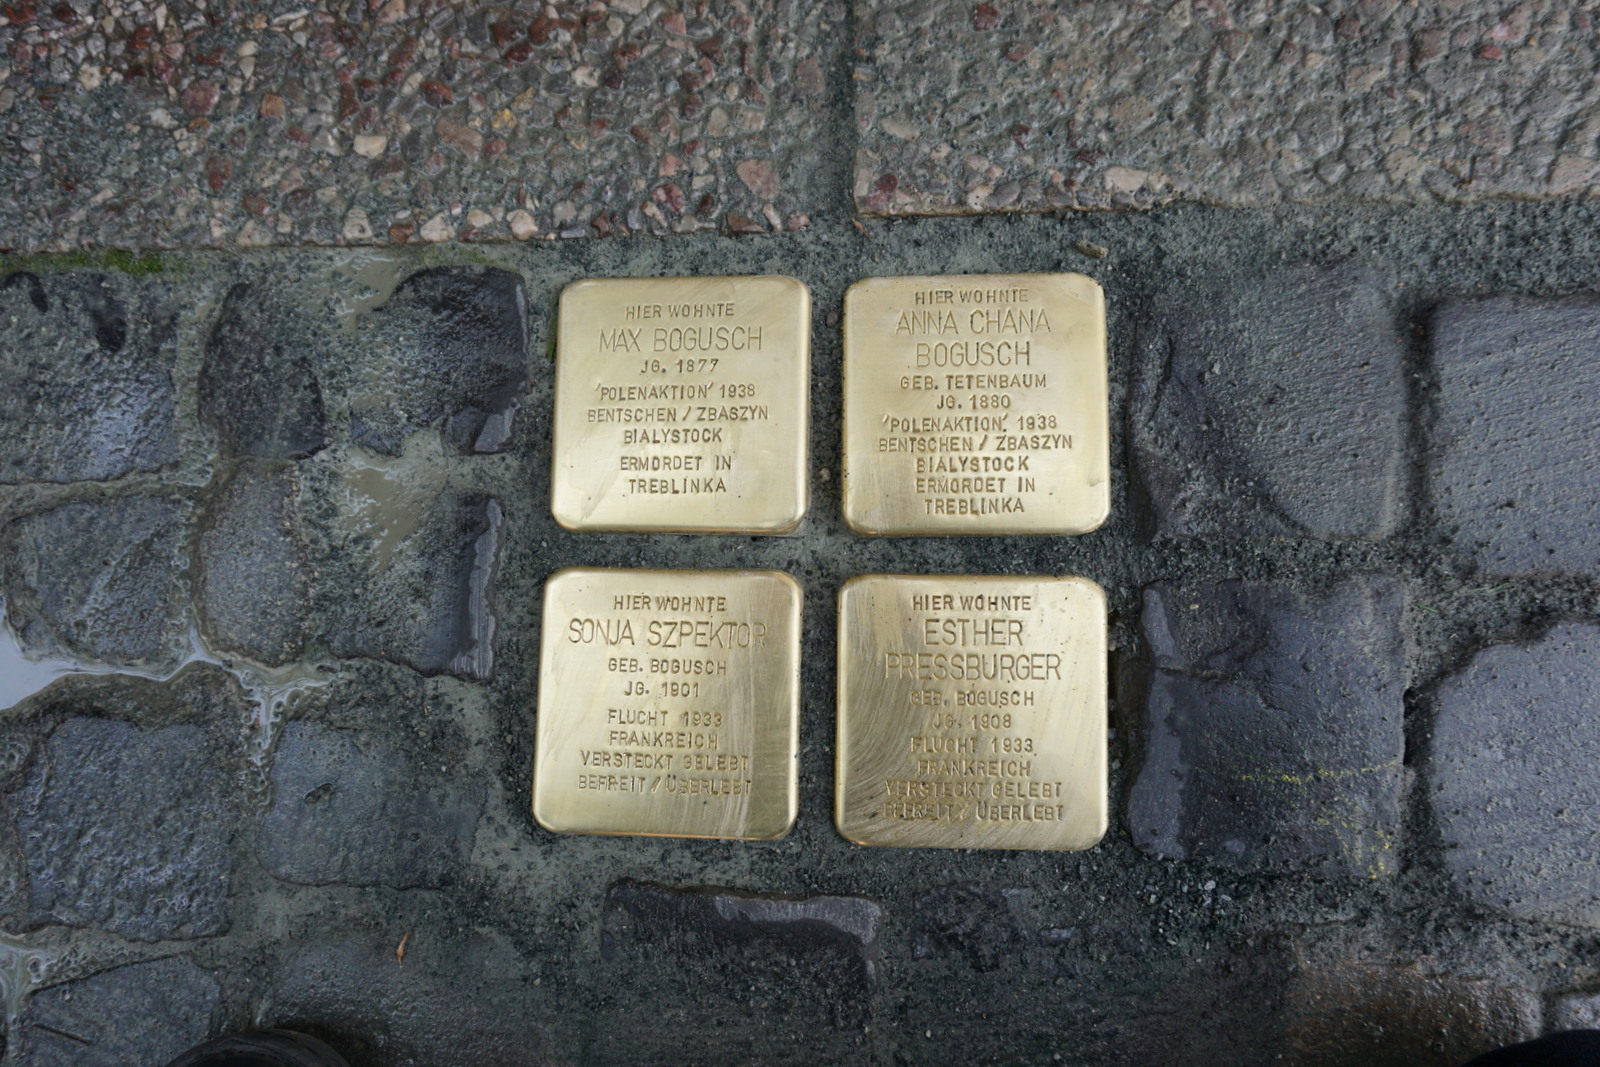 HIER WOHNTE
MAX BOGUSCH
JG. 1877
'POLENAKTION' 1938
BENTSCHEN / ZBASZYN
BIALYSTOCK
ERMORDET IN
TREBLINKA
HIER WOHNTE
ANNA CHANA
BOGUSCH
GEB. TETENBAUM
JG. 1880
'POLENAKTION' 1938
BENTSCHEN / ZBASZYN
BIALYSTOCK
ERMORDET IN
TREBLINKA
HIER WOHNTE
SONJA SZPEKTOR
GEB. BOGUSCH
JG. 1901
FLUCHT 1933
FRANKREICH
VERSTECKT GELEBT
BEFREIT / ÜBERLEBT
HIER WOHNTE
ESTHER
PRESSBURGER
GEB. BOGUSCH
JG. 1908
FLUCHT 1933
FRANKREICH
VERSTECKT GELEBT
BEFREIT / ÜBERLEBT